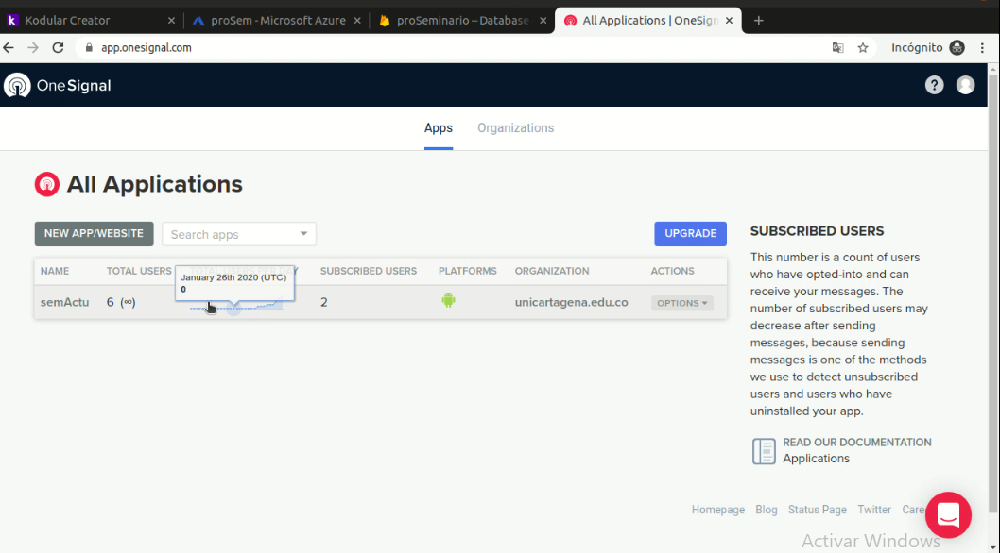 Kodular Creator
proSem - Microsoft Azure
proSeminario – Database
All Applications | OneSign
app.onesignal.com
Incógnito
OneSignal
Apps
Organizations
All Applications
NEW APP/WEBSITE
Search apps
UPGRADE
NAME
TOTAL USERS
SUBSCRIBED USERS
PLATFORMS
ORGANIZATION
ACTIONS
January 26th 2020 (UTC)
0
semActu
6 (∞)
2
unicartagena.edu.co
OPTIONS
SUBSCRIBED USERS
This number is a count of users
who have opted-into and can
receive your messages. The
number of subscribed users may
decrease after sending
messages, because sending
messages is one of the methods
we use to detect unsubscribed
users and users who have
uninstalled your app.
READ OUR DOCUMENTATION
Applications
Homepage
Blog
Status Page
Twitter
Care
Activar Windows